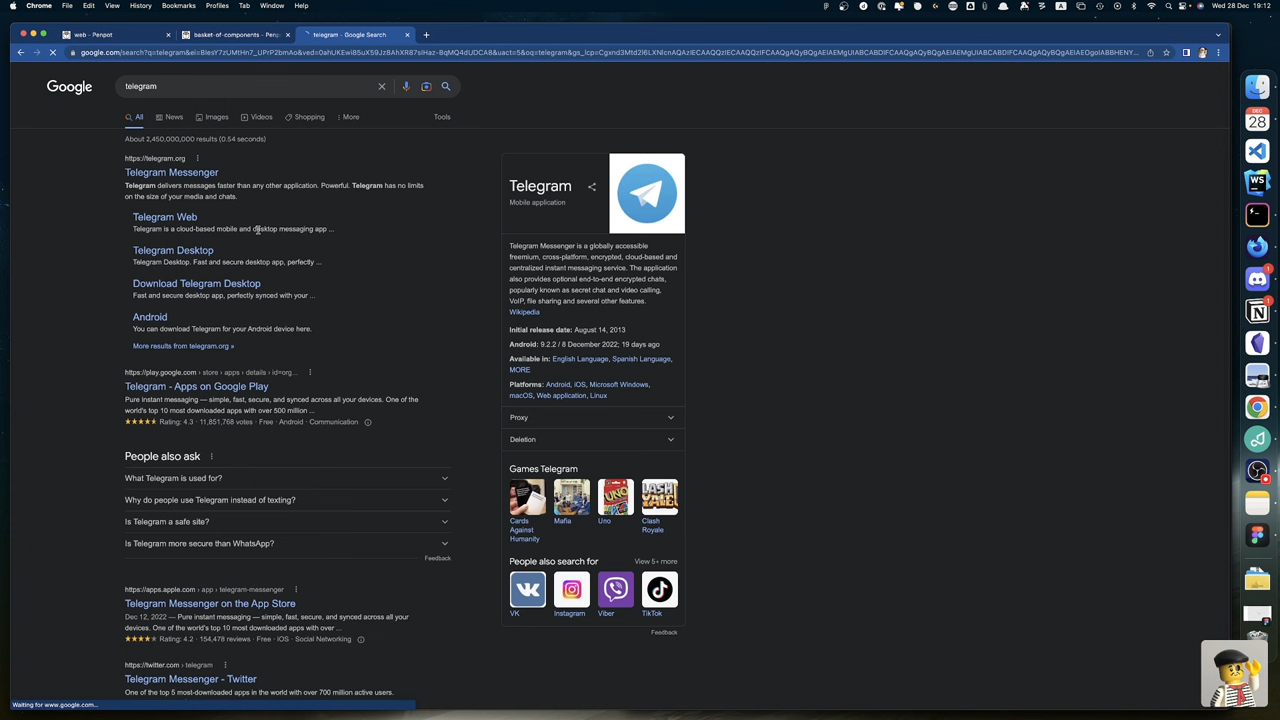 Chrome File Edit View History Bookmarks Profiles Tab Window Help
Wed 28 Dec 19:12
web - Penpot
basket-of-components - Penp
telegram - Google Search
Google
telegram
All News Images Videos Shopping More Tools
About 2,450,000,000 results (0.54 seconds)
https://telegram.org
Telegram Messenger
Telegram delivers messages faster than any other application. Powerful. Telegram has no limits
on the size of your media and chats.
Telegram Web
Telegram is a cloud-based mobile and desktop messaging app ...
Telegram Desktop
Telegram Desktop. Fast and secure desktop app, perfectly ...
Download Telegram Desktop
Fast and secure desktop app, perfectly synced with your ...
Android
You can download Telegram for your Android device here.
More results from telegram.org »
https://play.google.com › store › apps › details › id=org...
Telegram - Apps on Google Play
Pure instant messaging — simple, fast, secure, and synced across all your devices. One of the
world's top 10 most downloaded apps with over 500 million ...
Rating: 4.3 · 11,851,768 votes · Free · Android · Communication
People also ask
What Telegram is used for?
Why do people use Telegram instead of texting?
Is Telegram a safe site?
Is Telegram more secure than WhatsApp?
Feedback
https://apps.apple.com › app › telegram-messenger
Telegram Messenger on the App Store
Dec 12, 2022 — Pure instant messaging — simple, fast, secure, and synced across all your
devices. One of the world's top 10 most downloaded apps with over ...
Rating: 4.2 · 154,478 reviews · Free · iOS · Social Networking
https://twitter.com › telegram
Telegram Messenger - Twitter
One of the top 5 most-downloaded apps in the world with over 700 million active users.
Waiting for www.google.com...
Telegram
Mobile application
Telegram Messenger is a globally accessible
freemium, cross-platform, encrypted, cloud-based and
centralized instant messaging service. The application
also provides optional end-to-end encrypted chats,
popularly known as secret chat and video calling,
VoIP, file sharing and several other features.
Wikipedia
Initial release date: August 14, 2013
Android: 9.2.2 / 8 December 2022; 19 days ago
Available in: English Language, Spanish Language,
MORE
Platforms: Android, iOS, Microsoft Windows,
macOS, Web application, Linux
Proxy
Deletion
Games Telegram
Cards Against Humanity
Mafia
Uno
Clash Royale
People also search for
View 5+ more
VK
Instagram
Viber
TikTok
Feedback
DEC
28
WS